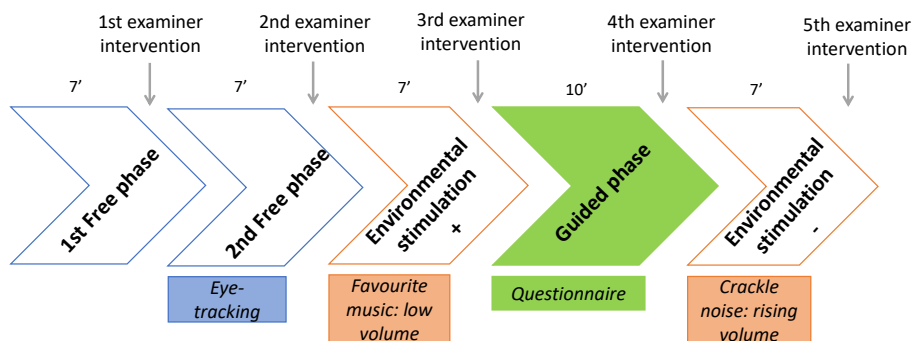 1st examiner
intervention
2nd examiner
intervention
3rd examiner
intervention
4th examiner
intervention
5th examiner
intervention
7’
7’
7’
10’
7’
1st Free phase
2nd Free phase
Environmental
stimulation
+
Guided phase
Environmental
stimulation
-
Eye-
tracking
Favourite
music: low
volume
Questionnaire
Crackle
noise: rising
volume